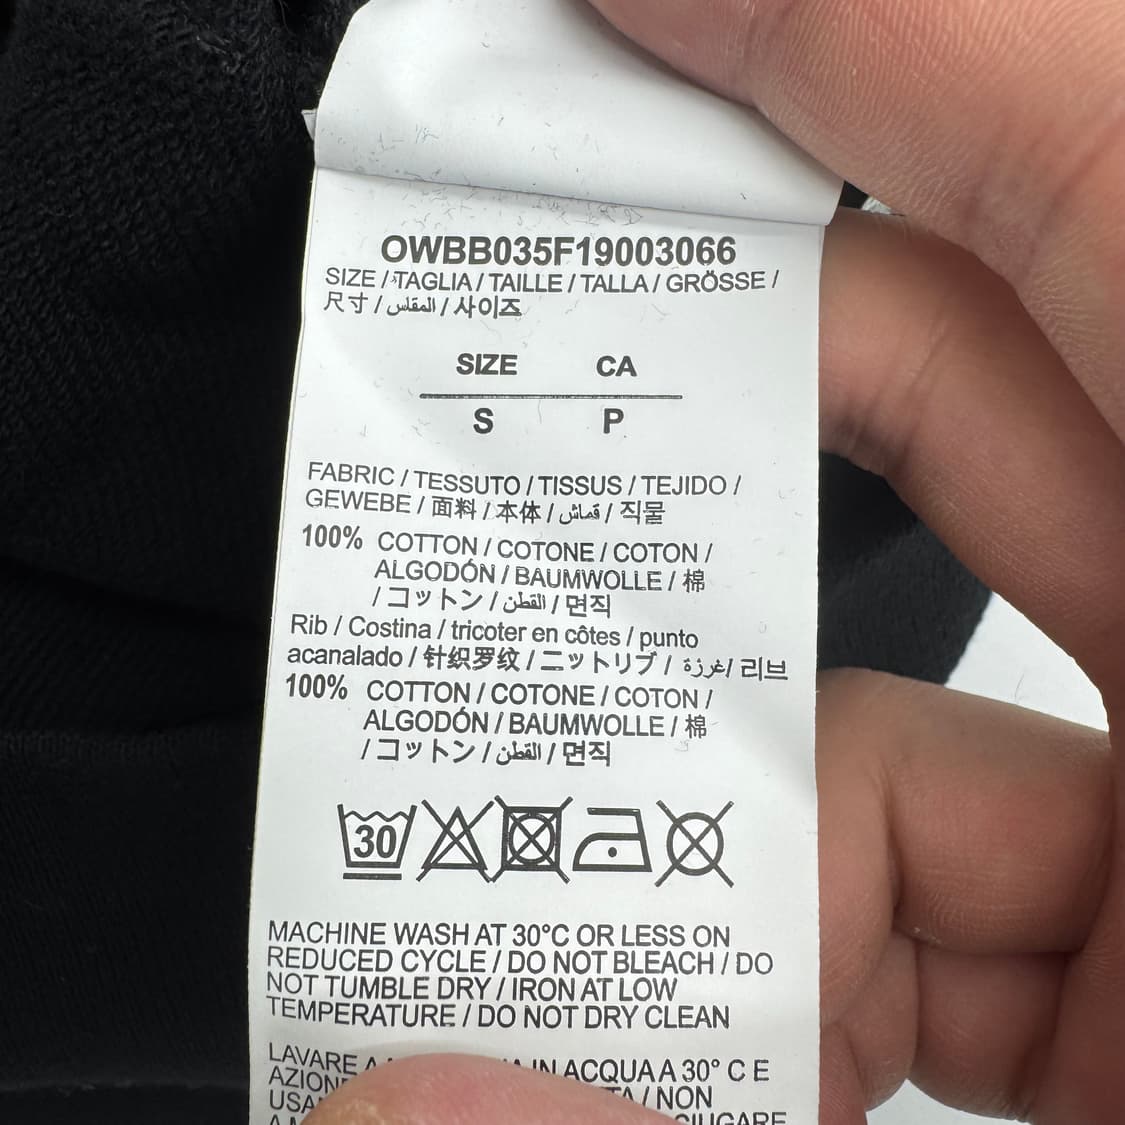 OWBB035F19003066
SIZE / TAGLIA / TAILLE / TALLA / GRÖSSE /
尺寸 / المقاس / 사이즈
SIZE CA
S P
FABRIC / TESSUTO / TISSUS / TEJIDO /
GEWEBE / 面料 / 本体 / قماش / 직물
100% COTTON / COTONE / COTON /
ALGODÓN / BAUMWOLLE / 棉
/ コットン / القطن / 면직
Rib / Costina / tricoter en côtes / punto
acanalado / 针织罗纹 / ニットリブ / غرزة / 리브
100% COTTON / COTONE / COTON /
ALGODÓN / BAUMWOLLE / 棉
/ コットン / القطن / 면직
30
MACHINE WASH AT 30°C OR LESS ON
REDUCED CYCLE / DO NOT BLEACH / DO
NOT TUMBLE DRY / IRON AT LOW
TEMPERATURE / DO NOT DRY CLEAN
LAVARE IN ACQUA A 30° C E
/ NON